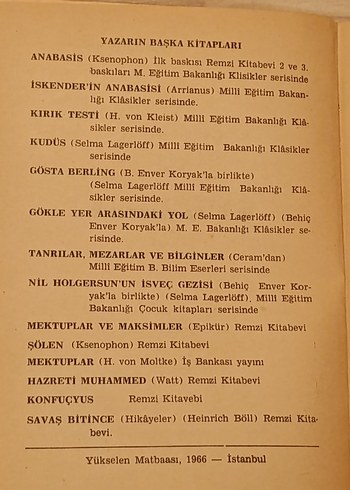 YAZARIN BAŞKA KİTAPLARI
ANABASİS (Ksenophon) İlk baskısı Remzi Kitabevi 2 ve 3.
baskıları M. Eğitim Bakanlığı Klisikler serisinde
İSKENDER'İN ANABASİSİ (Arrianus) Millî Eğitim Bakan-
lığı Klâsikler serisinde.
KIRIK TESTİ (H. von Kleist) Millî Eğitim Bakanlığı Klâ-
sikler serisinde.
KUDÜS (Selma Lagerlöff) Millî Eğitim Bakanlığı Klâsikler
serisinde
GÖSTA BERLİNG (B. Enver Koryak'la birlikte)
(Selma Lagerlöff Millî Eğitim Bakanlığı Klâ-
sikler serisinde.
GÖKLE YER ARASINDAKİ YOL (Selma Lagerlöff) (Behiç
Enver Koryak'la) M. E. Bakanlığı Klâsikler se-
risinde.
TANRILAR, MEZARLAR VE BİLGİNLER (Ceram'dan)
Millî Eğitim B. Bilim Eserleri serisinde
NİL HOLGERSUN'UN İSVEÇ GEZİSİ (Behiç Enver Kor-
yak'la birlikte) (Selma Lagerlöff). Millî Eğitim
Bakanlığı Çocuk kitapları serisinde
MEKTUPLAR VE MAKSİMLER (Epikür) Remzi Kitabevi
ŞÖLEN (Ksenophon) Remzi Kitabevi
MEKTUPLAR (H. von Moltke) İş Bankası yayını
HAZRETİ MUHAMMED (Watt) Remzi Kitabevi
KONFUÇYUS Remzi Kitavebi
SAVAŞ BİTİNCE (Hikâyeler) (Heinrich Böll) Remzi Kita-
bevi.
Yükselen Matbaası, 1966 — İstanbul